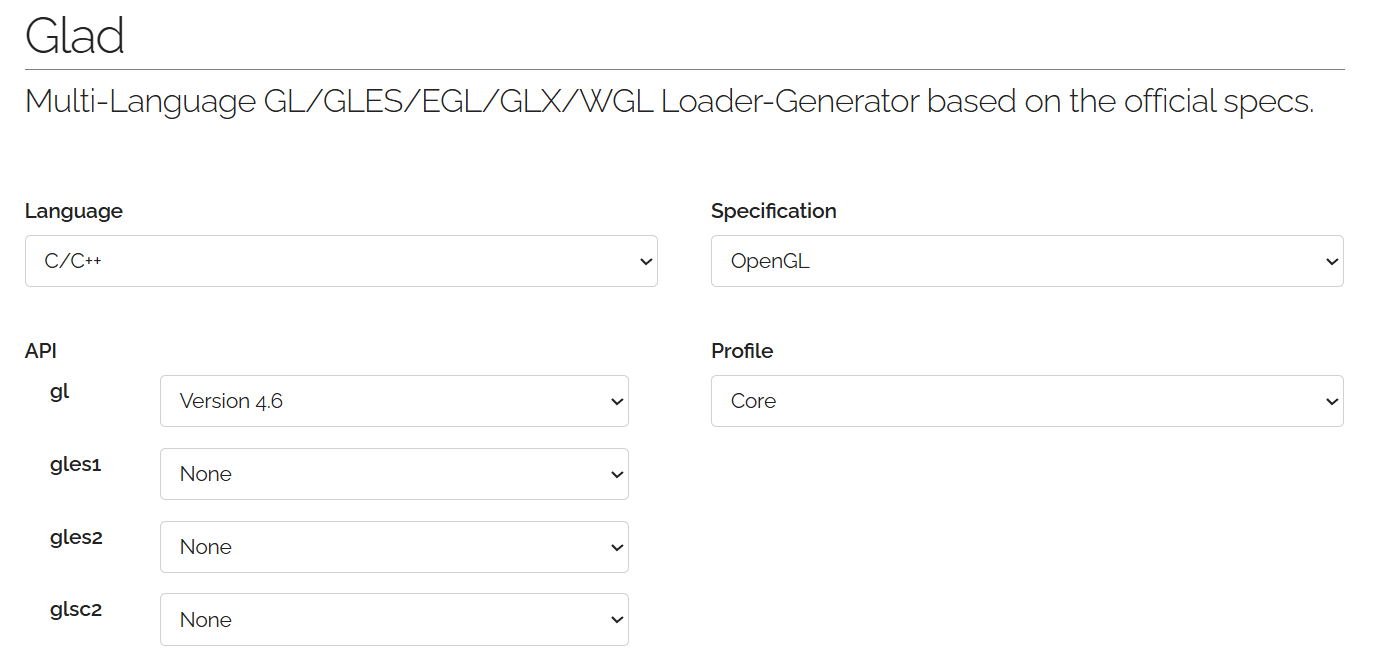 Glad
Multi-Language GL/GLES/EGL/GLX/WGL Loader-Generator based on the official specs.
Language
Specification
C/C++
OpenGL
API
Profile
gl
Version 4.6
Core
gles1
None
gles2
None
glsc2
None